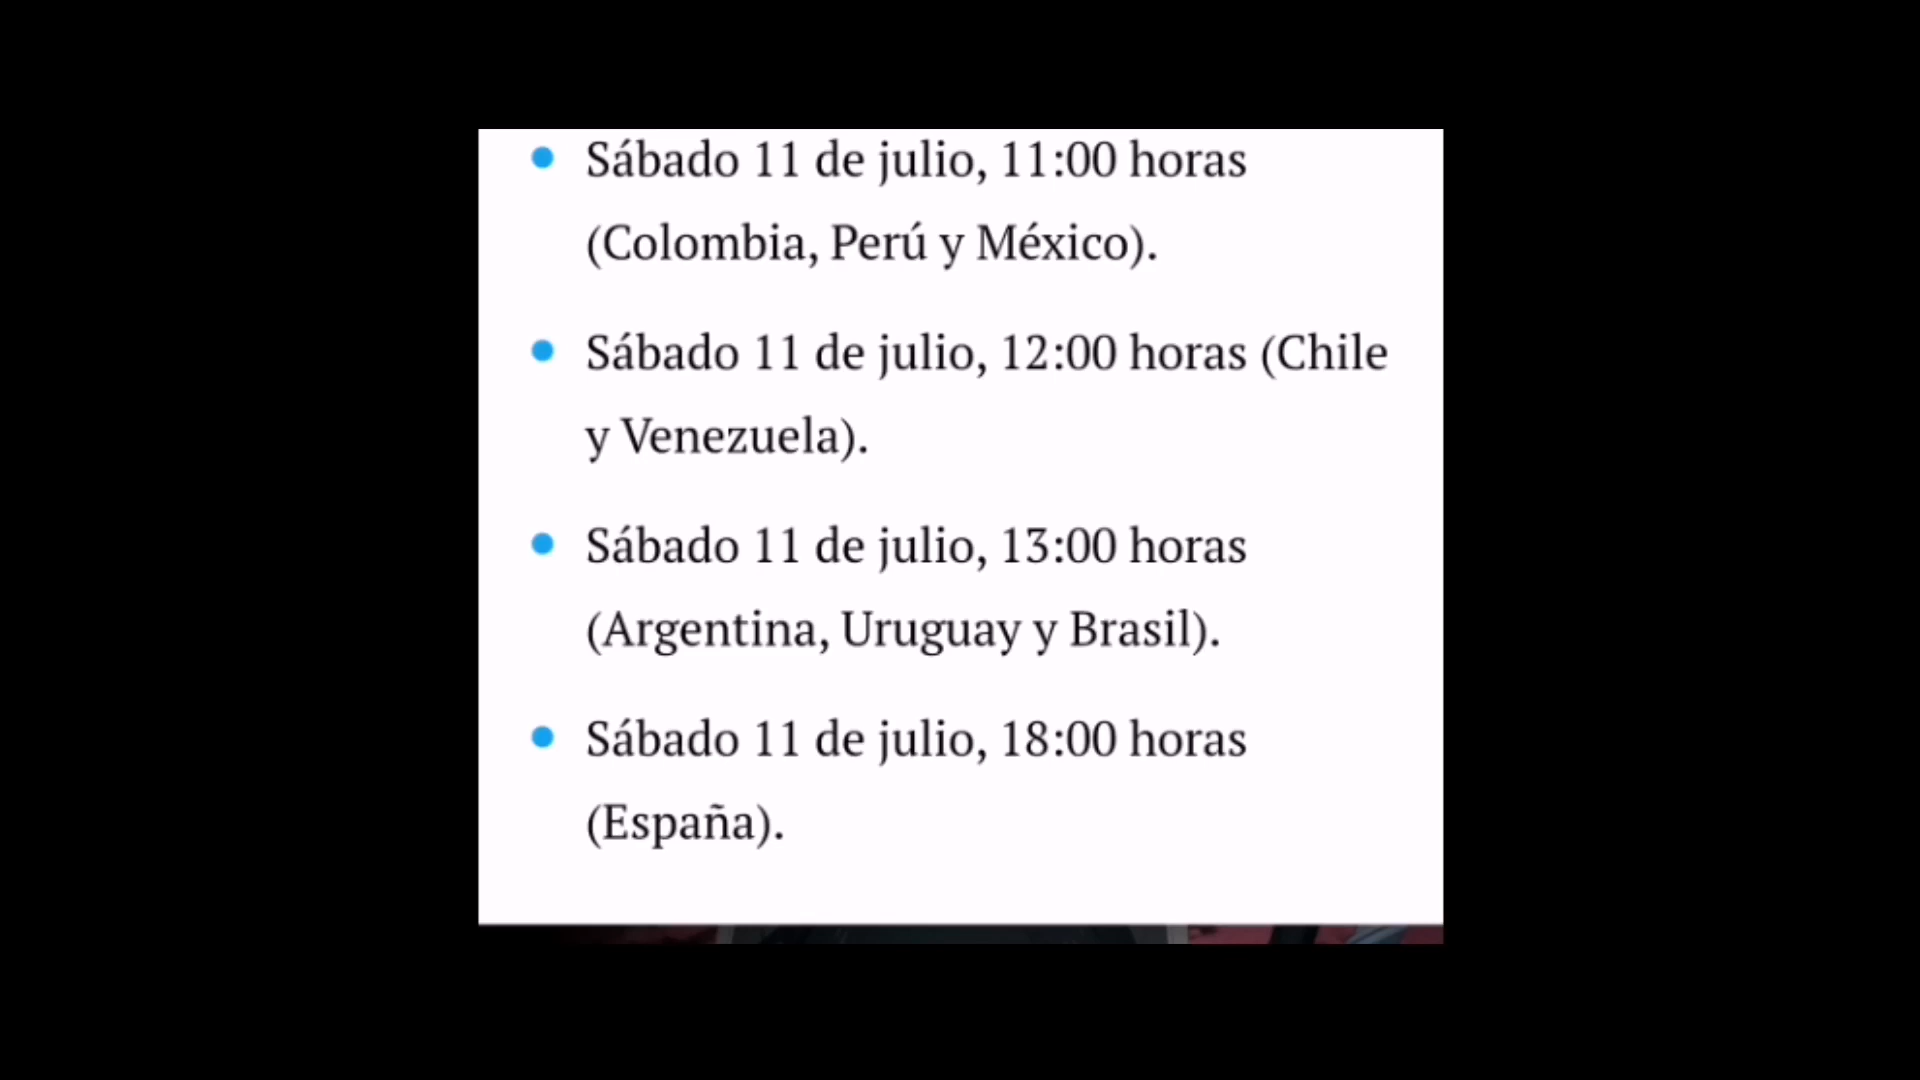 Sábado 11 de julio, 11:00 horas
(Colombia, Perú y México).
Sábado 11 de julio, 12:00 horas (Chile
y Venezuela).
Sábado 11 de julio, 13:00 horas
(Argentina, Uruguay y Brasil).
Sábado 11 de julio, 18:00 horas
(España).